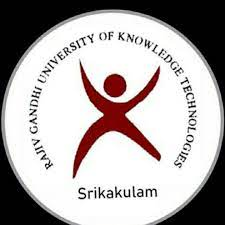 RAJIV GANDHI UNIVERSITY OF KNOWLEDGE TECHNOLOGIES
Srikakulam